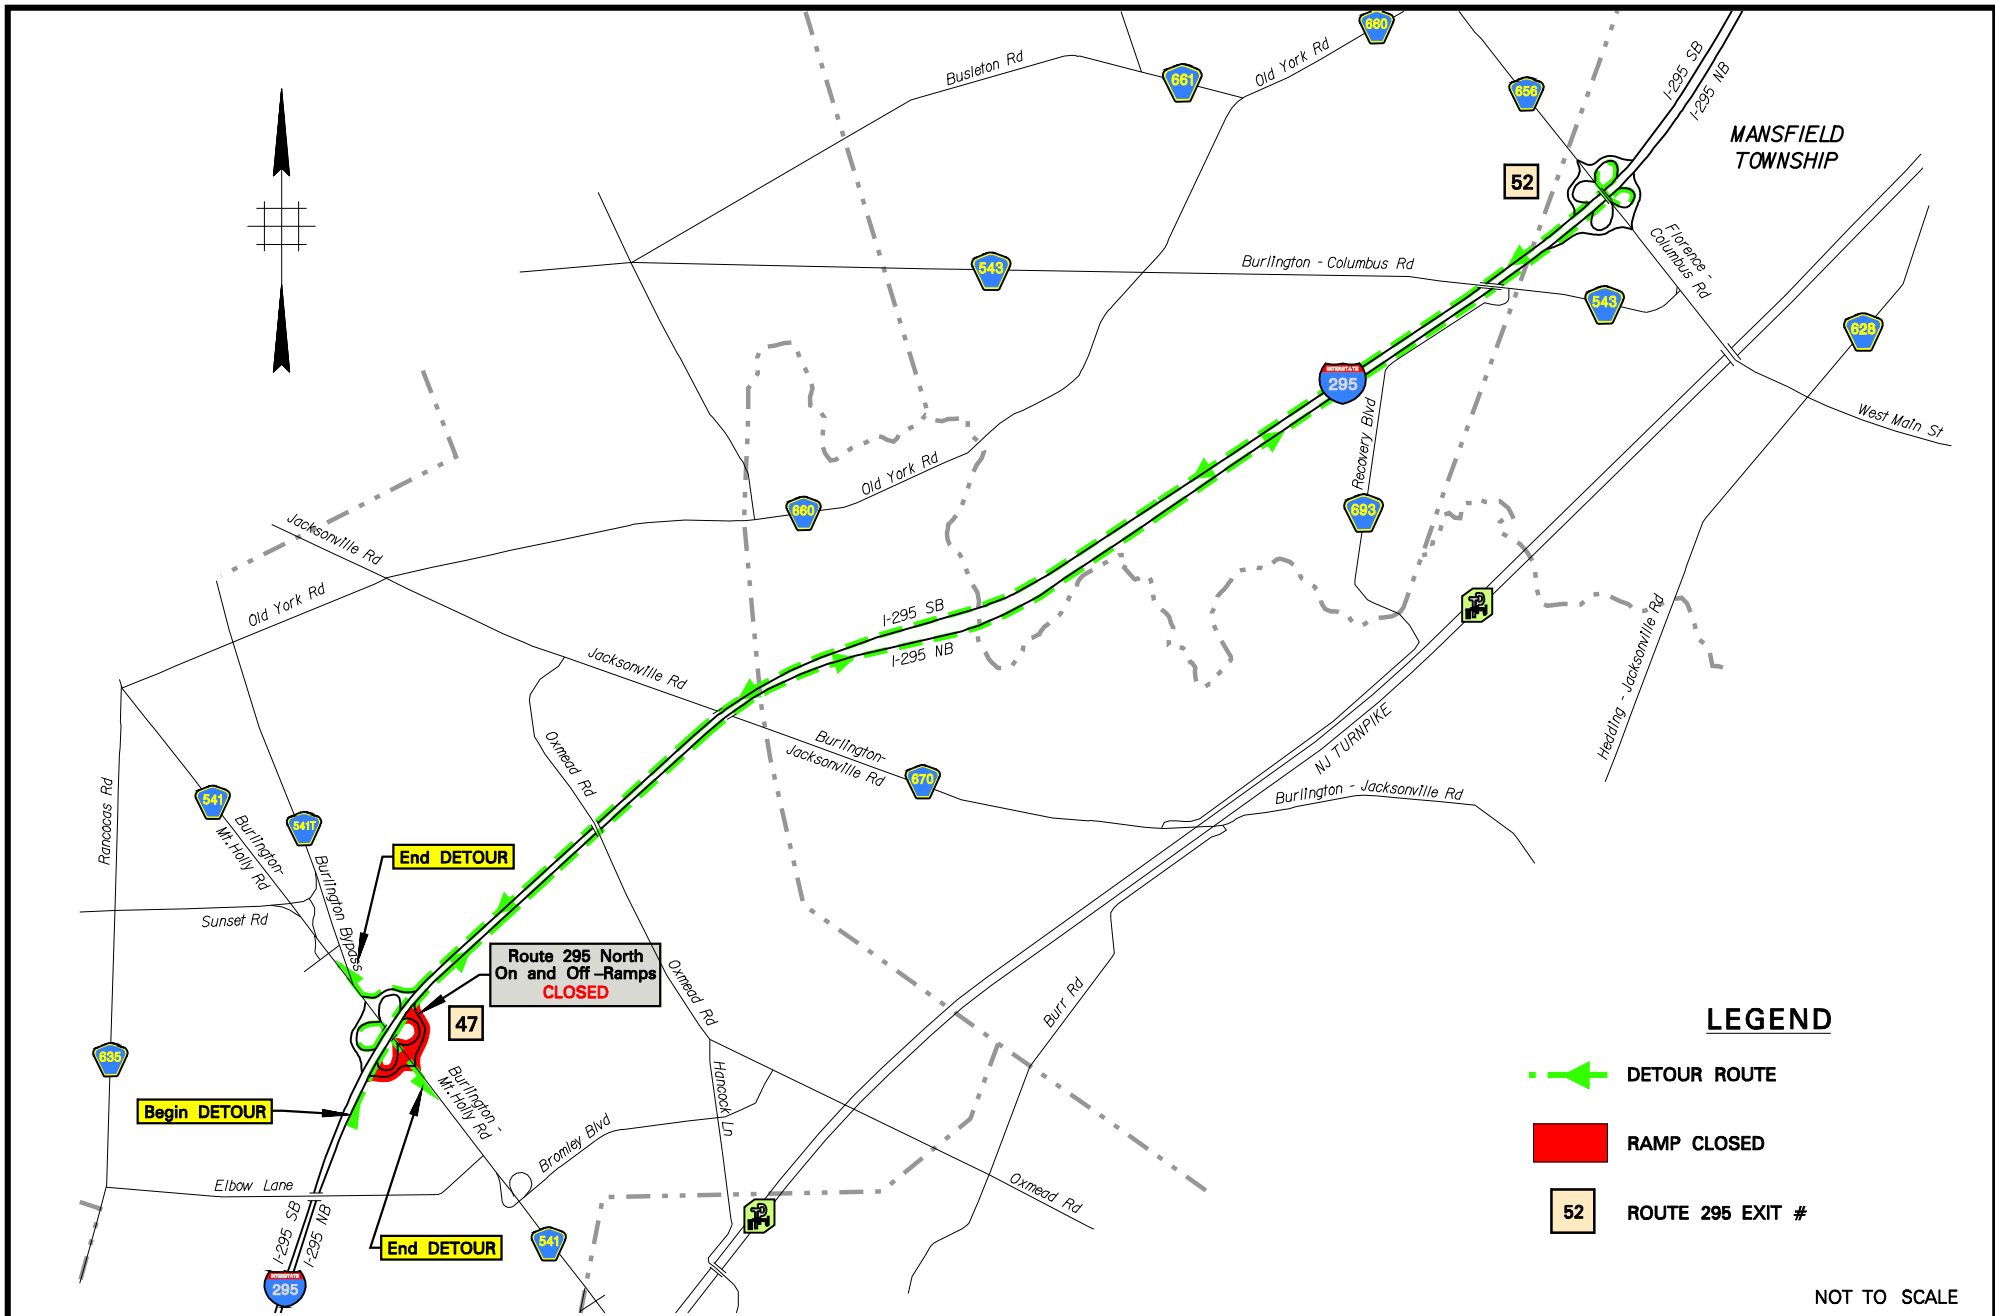 660
Old York Rd
Busleton Rd
661
656
I-295 SB
I-295 NB
MANSFIELD
TOWNSHIP
52
Florence -
Columbus Rd
543
Burlington - Columbus Rd
543
628
INTERSTATE
295
Recovery Blvd
West Main St
Old York Rd
660
693
Jacksonville Rd
Old York Rd
I-295 SB
I-295 NB
Jacksonville Rd
Hedding - Jacksonville Rd
NJ TURNPIKE
Oxmead Rd
Burlington-
Jacksonville Rd
670
Burlington - Jacksonville Rd
Rancocas Rd
541
541T
Burlington-
Mt.Holly Rd
Burlington Bypass
End DETOUR
Sunset Rd
Route 295 North
On and Off-Ramps
CLOSED
47
Oxmead Rd
Burr Rd
635
Begin DETOUR
Burlington -
Mt.Holly Rd
Hancock Ln
Bromley Blvd
Elbow Lane
I-295 SB
I-295 NB
Oxmead Rd
End DETOUR
541
INTERSTATE
295
LEGEND
DETOUR ROUTE
RAMP CLOSED
52
ROUTE 295 EXIT #
NOT TO SCALE